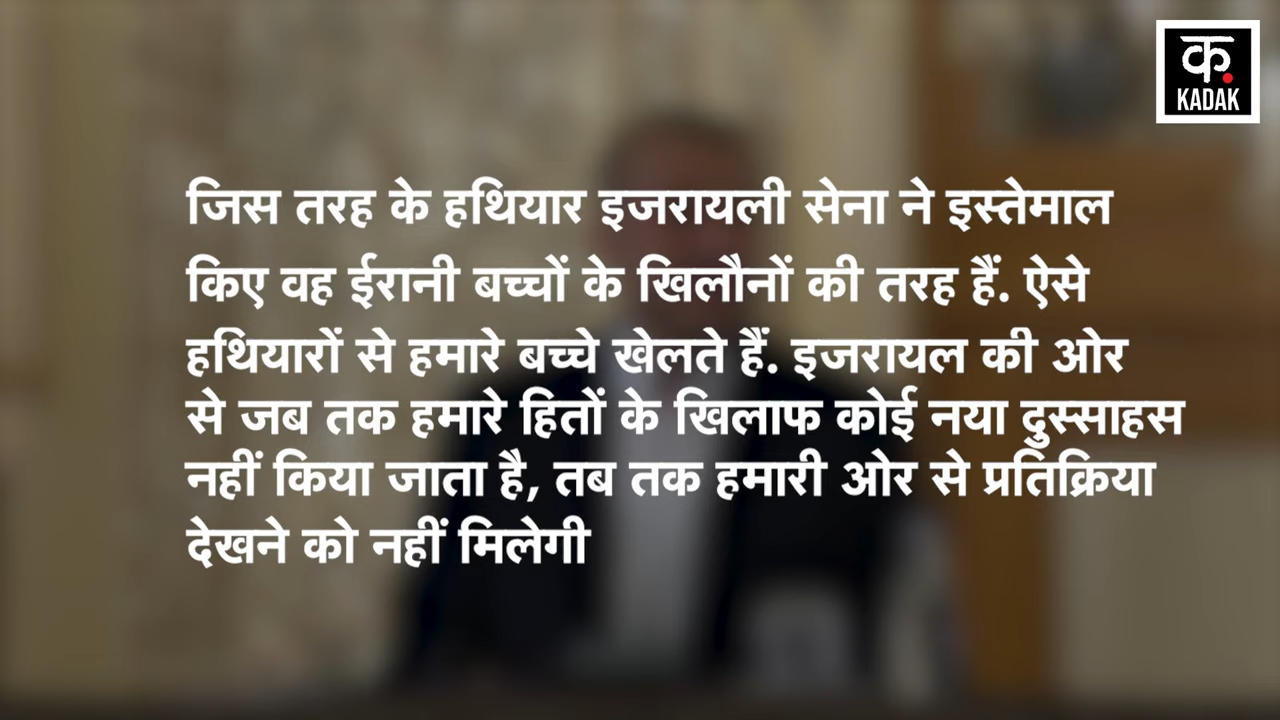 क.
KADAK
जिस तरह के हथियार इजरायली सेना ने इस्तेमाल
किए वह ईरानी बच्चों के खिलौनों की तरह हैं. ऐसे
हथियारों से हमारे बच्चे खेलते हैं. इजरायल की ओर
से जब तक हमारे हितों के खिलाफ कोई नया दुस्साहस
नहीं किया जाता है, तब तक हमारी ओर से प्रतिक्रिया
देखने को नहीं मिलेगी